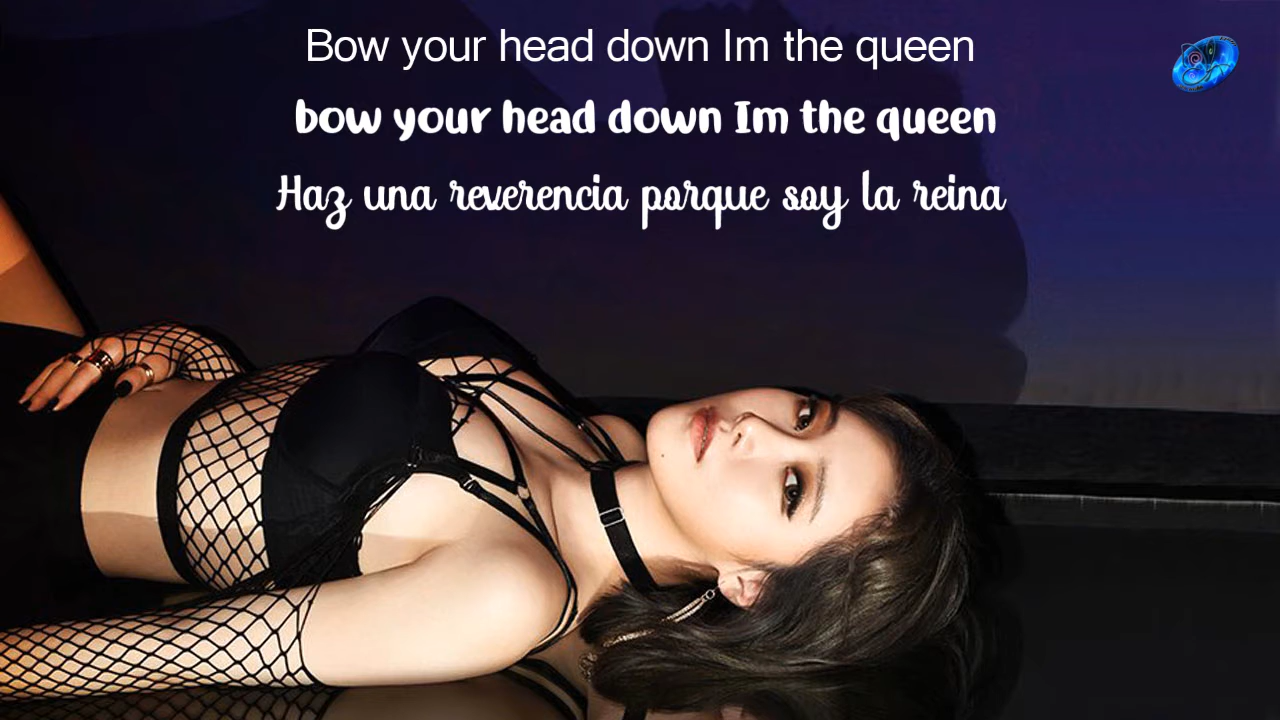 Bow your head down Im the queen
bow your head down Im the queen
Haz una reverencia porque soy la reina